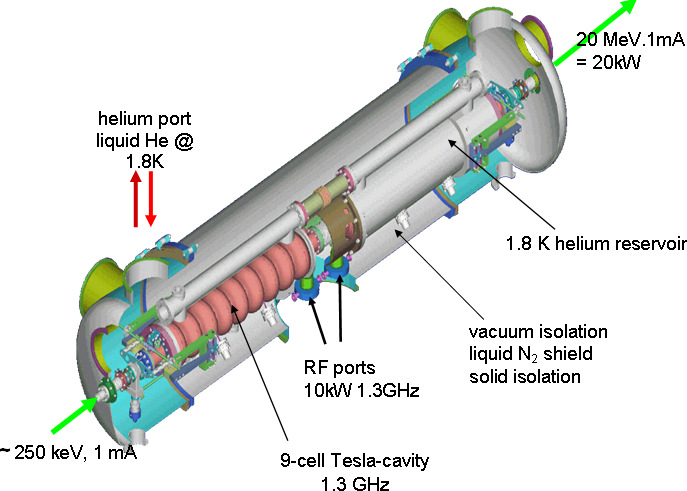 20 MeV.1mA
= 20kW
helium port
liquid He @
1.8K
1.8 K helium reservoir
vacuum isolation
liquid N₂ shield
solid isolation
RF ports
10kW 1.3GHz
~ 250 keV, 1 mA
9-cell Tesla-cavity
1.3 GHz